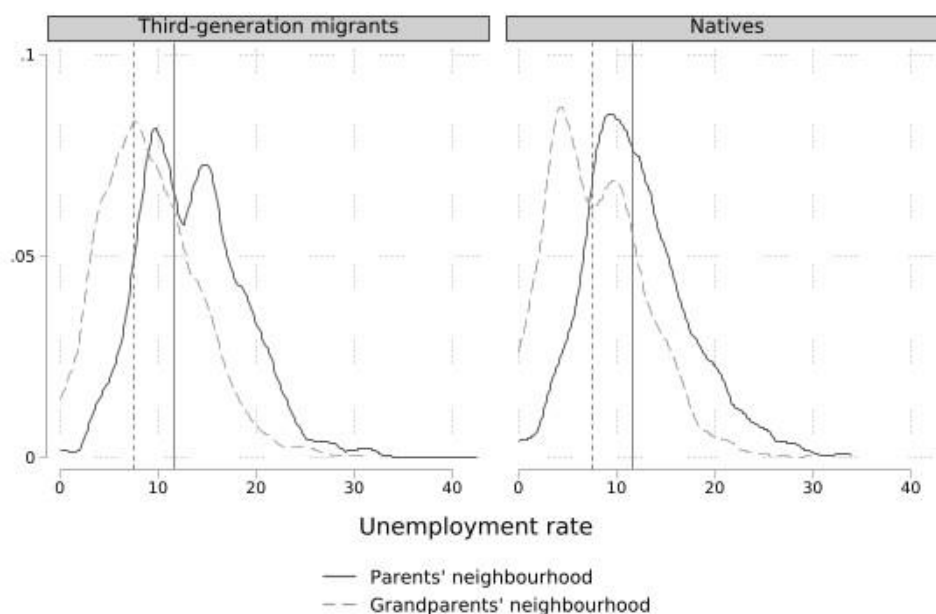 Third-generation migrants
Natives
.1
.05
0
0 10 20 30 40
0 10 20 30 40
Unemployment rate
Parents' neighbourhood
Grandparents' neighbourhood